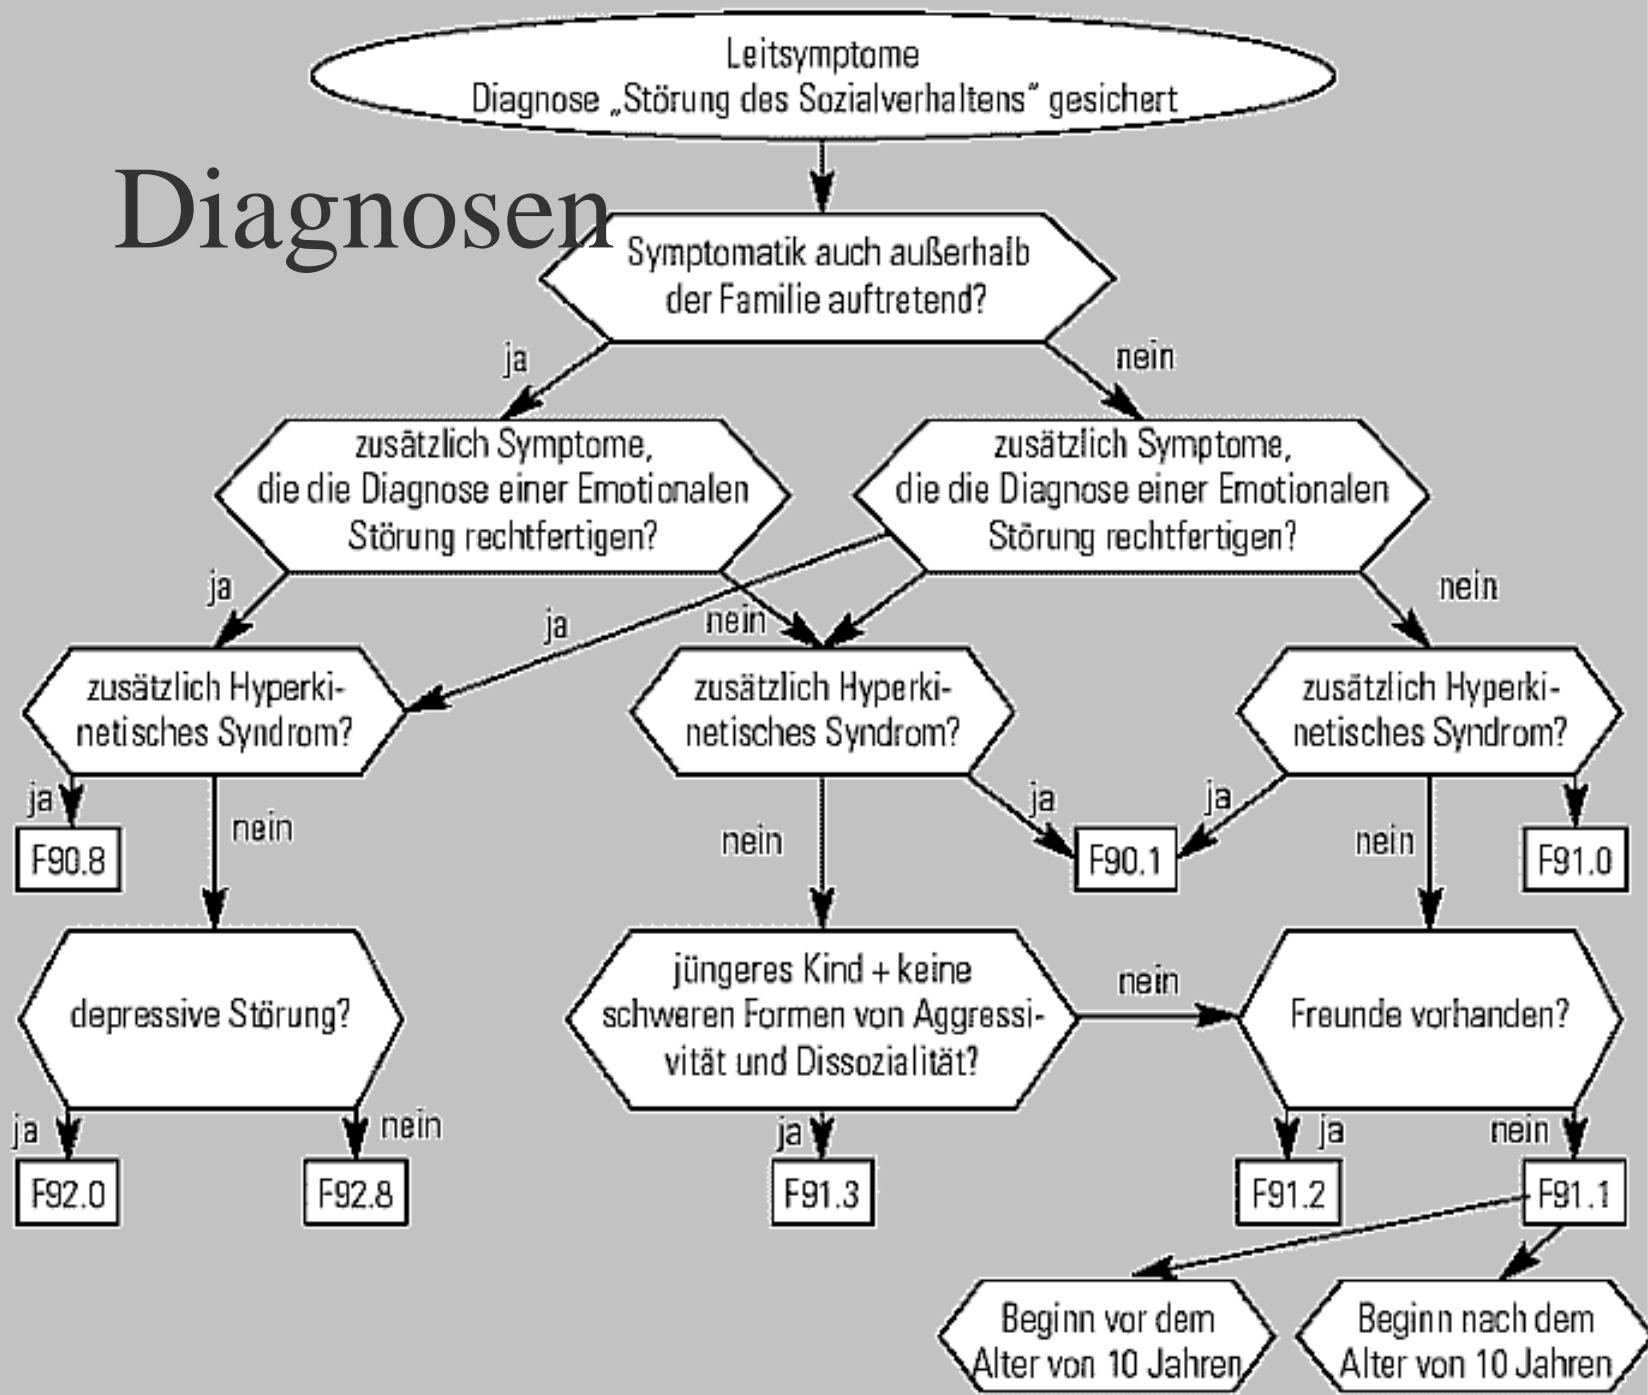 Leitsymptome
Diagnose „Störung des Sozialverhaltens“ gesichert
Diagnosen
Symptomatik auch außerhalb
der Familie auftretend?
ja
nein
zusätzlich Symptome,
die die Diagnose einer Emotionalen
Störung rechtfertigen?
zusätzlich Symptome,
die die Diagnose einer Emotionalen
Störung rechtfertigen?
ja
ja
nein
nein
zusätzlich Hyperki-
netisches Syndrom?
zusätzlich Hyperki-
netisches Syndrom?
zusätzlich Hyperki-
netisches Syndrom?
ja
nein
nein
ja
ja
nein
F90.8
F90.1
F91.0
depressive Störung?
jüngeres Kind + keine
schweren Formen von Aggressi-
vität und Dissozialität?
nein
Freunde vorhanden?
ja
nein
ja
ja
nein
F92.0
F92.8
F91.3
F91.2
F91.1
Beginn vor dem
Alter von 10 Jahren
Beginn nach dem
Alter von 10 Jahren